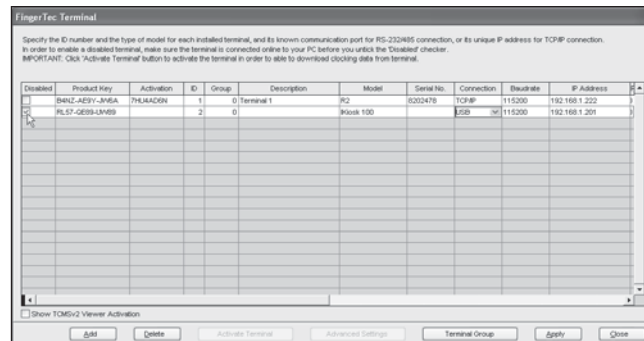 FingerTec Terminal
Specify the ID number and the type of model for each installed terminal, and its known communication port for RS-232/485 connection, or its unique IP address for TCP/IP connection.
In order to enable a disabled terminal, make sure the terminal is connected online to your PC before you untick the 'Disabled' checker.
IMPORTANT: Click 'Activate Terminal' button to activate the terminal in order to able to download clocking data from terminal.
Disabled Product Key Activation ID Group Description Model Serial No. Connection Baudrate IP Address
B4NZ-AE9Y-JW6A 7HU4AD6N 1 0 Terminal 1 R2 8202478 TCP/IP 115200 192.168.1.222
2 0 iKiosk 100 USB 115200 192.168.1.201
Show TCMSv2 Viewer Activation
Add Delete Activate Terminal Advanced Settings Terminal Group Apply Close